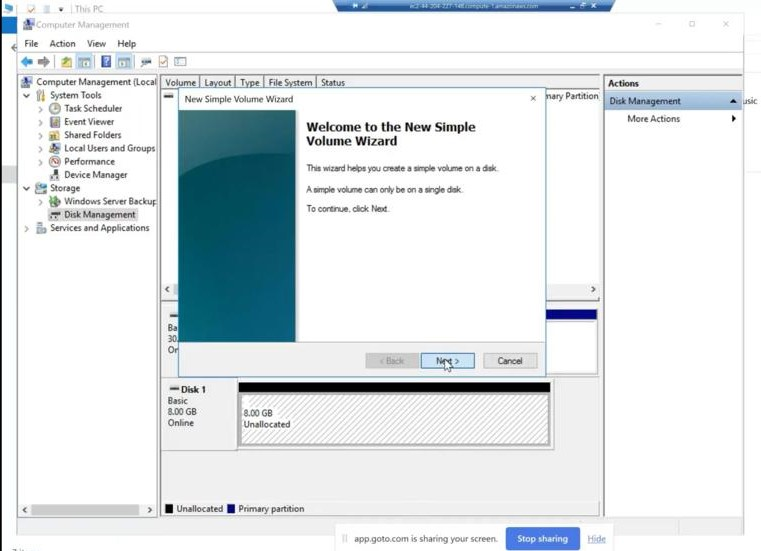 This PC
ec2-44-204-227-148.compute-1.amazonaws.com
Computer Management
File Action View Help
Computer Management (Local
System Tools
Task Scheduler
Event Viewer
Shared Folders
Local Users and Groups
Performance
Device Manager
Storage
Windows Server Backup
Disk Management
Services and Applications
Volume Layout Type File System Status
mary Partition
New Simple Volume Wizard
Welcome to the New Simple
Volume Wizard
This wizard helps you create a simple volume on a disk.
A simple volume can only be on a single disk.
To continue, click Next.
< Back Next > Cancel
Ba
30.
Or
Disk 1
Basic
8.00 GB
Online
8.00 GB
Unallocated
Unallocated Primary partition
Actions
Disk Management
More Actions
usic
app.goto.com is sharing your screen. Stop sharing Hide